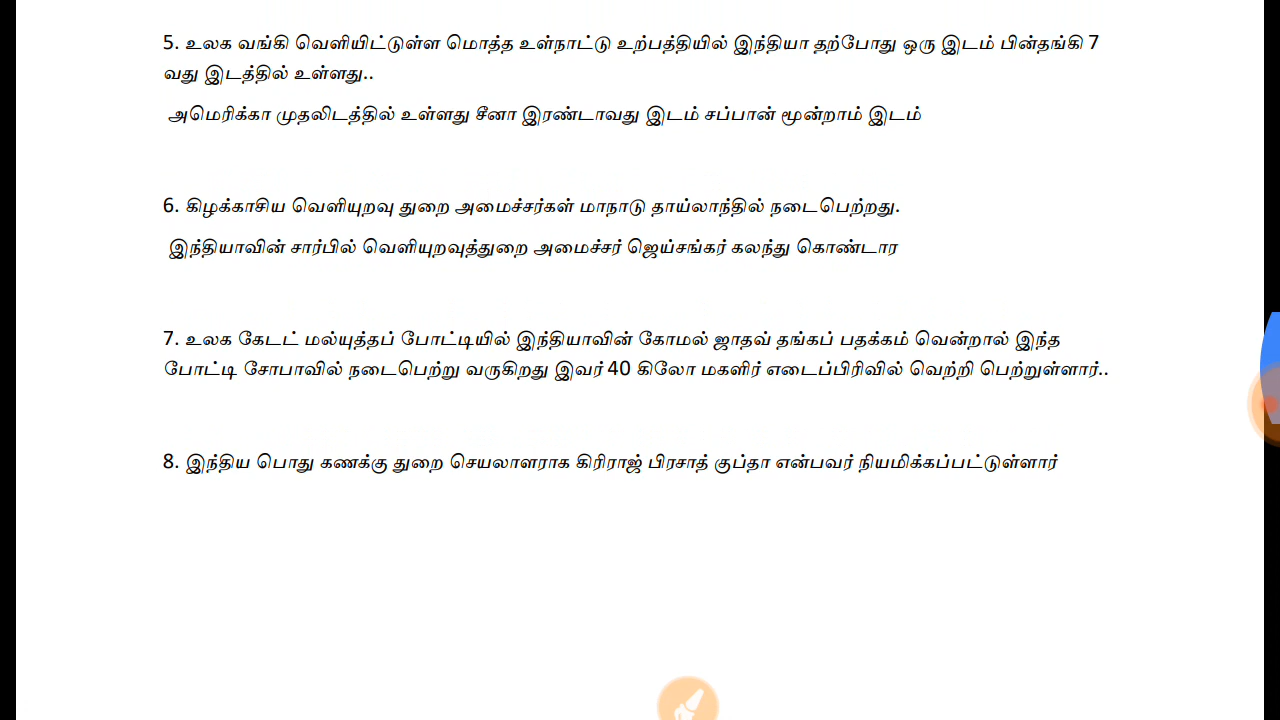 5. உலக வங்கி வெளியிட்டுள்ள மொத்த உள்நாட்டு உற்பத்தியில் இந்தியா தற்போது ஒரு இடம் பின்தங்கி 7
வது இடத்தில் உள்ளது..
அமெரிக்கா முதலிடத்தில் உள்ளது சீனா இரண்டாவது இடம் சப்பான் மூன்றாம் இடம்
6. கிழக்காசிய வெளியுறவு துறை அமைச்சர்கள் மாநாடு தாய்லாந்தில் நடைபெற்றது.
இந்தியாவின் சார்பில் வெளியுறவுத்துறை அமைச்சர் ஜெய்சங்கர் கலந்து கொண்டார
7. உலக கேடட் மல்யுத்தப் போட்டியில் இந்தியாவின் கோமல் ஜாதவ் தங்கப் பதக்கம் வென்றால் இந்த
போட்டி சோபாவில் நடைபெற்று வருகிறது இவர் 40 கிலோ மகளிர் எடைப்பிரிவில் வெற்றி பெற்றுள்ளார்..
8. இந்திய பொது கணக்கு துறை செயலாளராக கிரிராஜ் பிரசாத் குப்தா என்பவர் நியமிக்கப்பட்டுள்ளார்